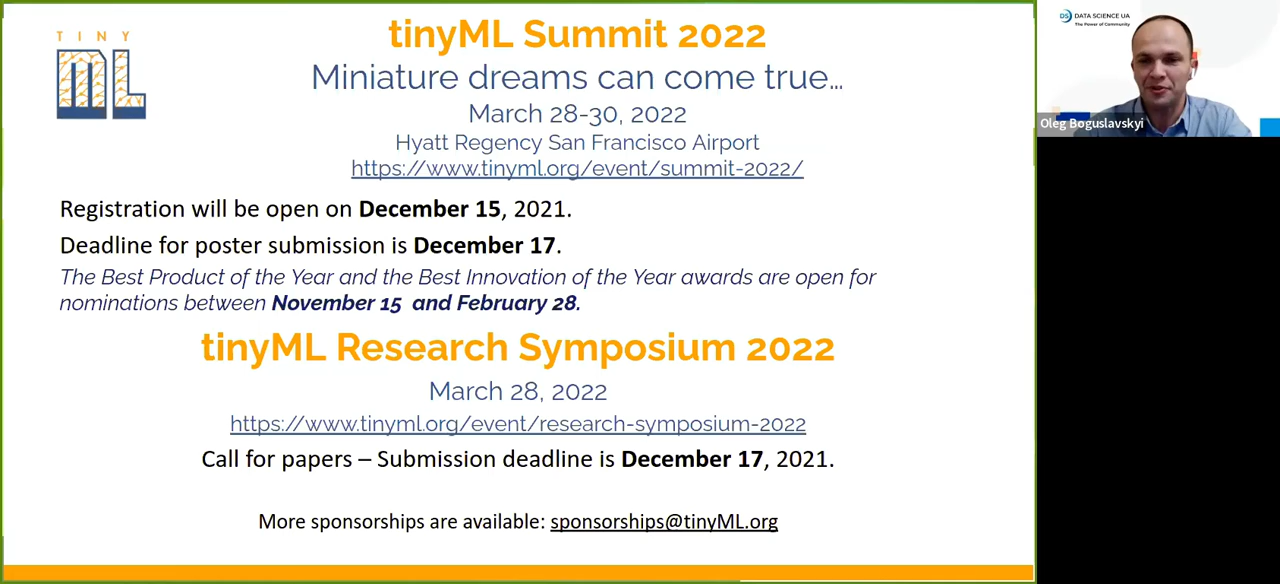 TINY
ML
tinyML Summit 2022
Miniature dreams can come true...
March 28-30, 2022
Hyatt Regency San Francisco Airport
https://www.tinyml.org/event/summit-2022/
Registration will be open on December 15, 2021.
Deadline for poster submission is December 17.
The Best Product of the Year and the Best Innovation of the Year awards are open for
nominations between November 15 and February 28.
tinyML Research Symposium 2022
March 28, 2022
https://www.tinyml.org/event/research-symposium-2022
Call for papers – Submission deadline is December 17, 2021.
More sponsorships are available: sponsorships@tinyML.org
DS DATA SCIENCE UA
The Power of Community
Oleg Boguslavskyi